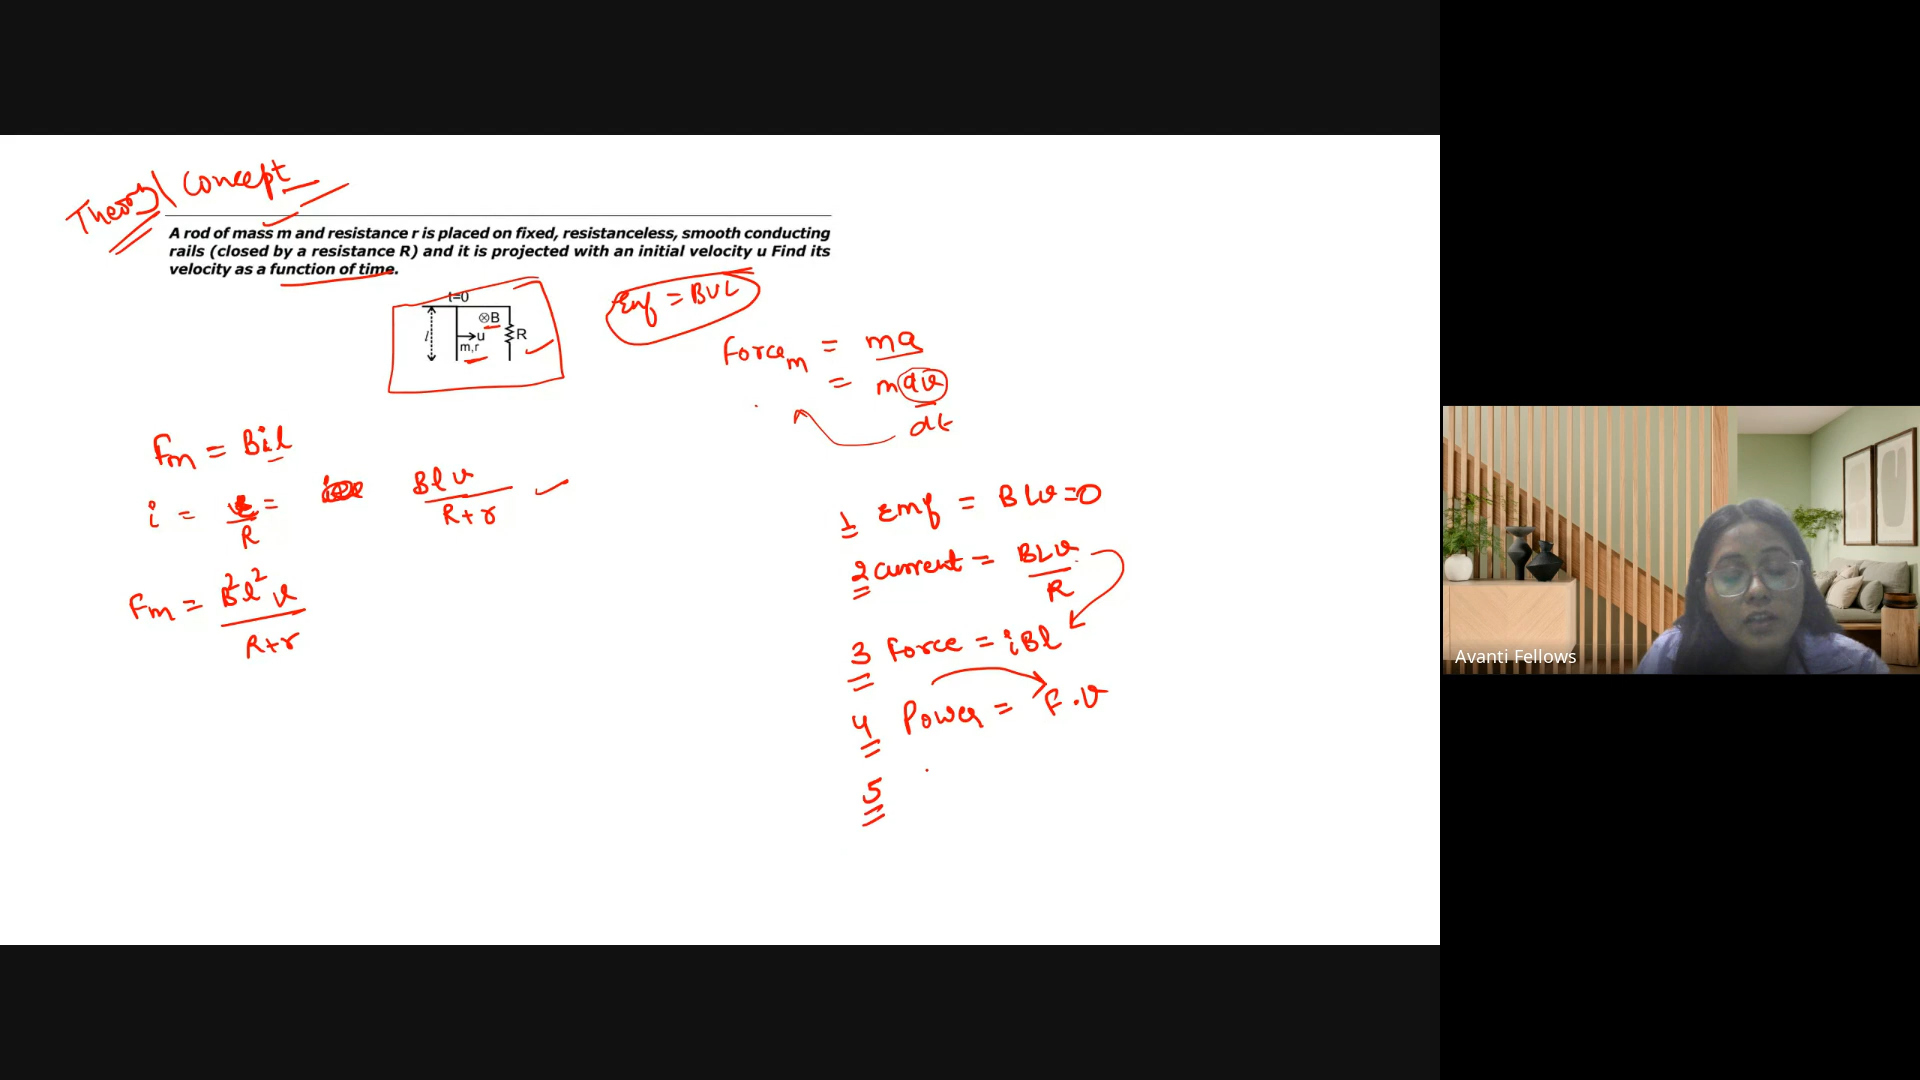 Theory| Concept
A rod of mass m and resistance r is placed on fixed, resistanceless, smooth conducting
rails (closed by a resistance R) and it is projected with an initial velocity u Find its
velocity as a function of time.
t=0
⊗B
l
u
R
m,r
Emf = BVL
Force m = ma
= m dv
dt
Fm = Bil
i = ε/R = Blv/R+r
Fm = B²l²v/R+r
1 Emf = BLv=0
2 Current = BLv/R
3 Force = iBl
4 Power = F.v
5
Avanti Fellows